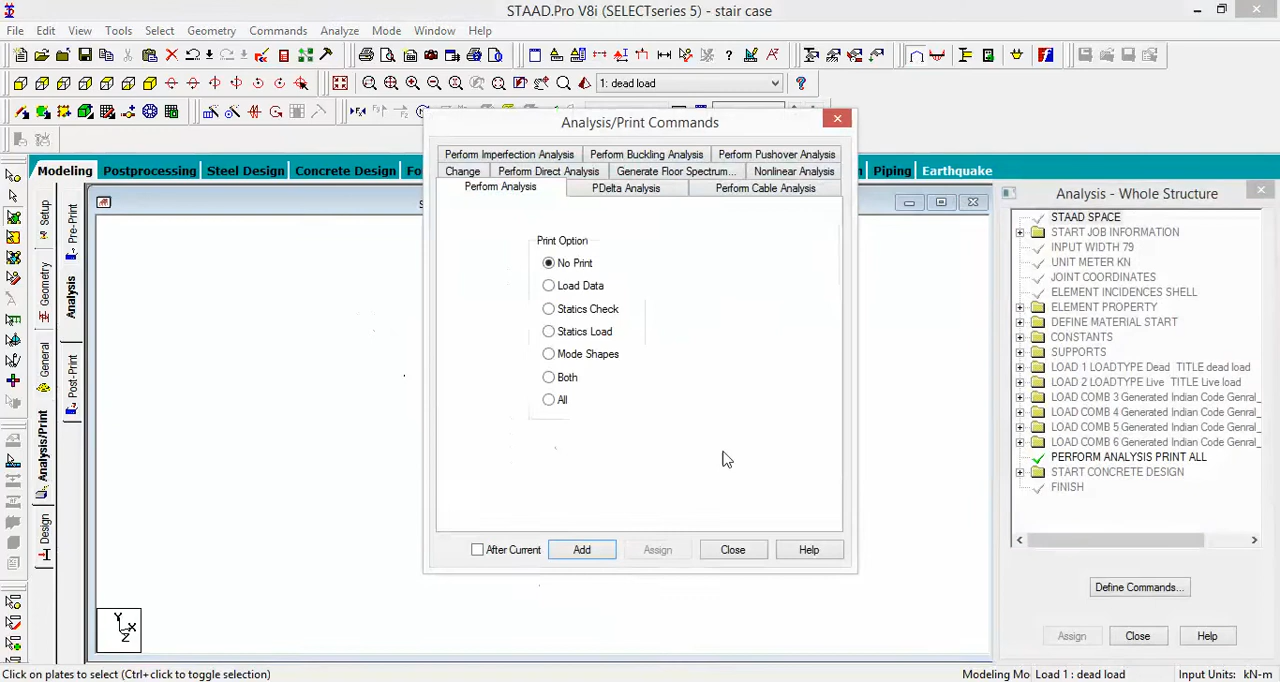 STAAD.Pro V8i (SELECTseries 5) - stair case
File Edit View Tools Select Geometry Commands Analyze Mode Window Help
1: dead load
Analysis/Print Commands
Modeling Postprocessing Steel Design Concrete Design Piping Earthquake
Perform Imperfection Analysis Perform Buckling Analysis Perform Pushover Analysis
Change Perform Direct Analysis Generate Floor Spectrum... Nonlinear Analysis
Perform Analysis PDelta Analysis Perform Cable Analysis
Print Option
No Print
Load Data
Statics Check
Statics Load
Mode Shapes
Both
All
After Current Add Assign Close Help
Setup
Geometry
General
Analysis/Print
Design
Pre-Print
Analysis
Post-Print
Y
X
Z
Analysis - Whole Structure
STAAD SPACE
START JOB INFORMATION
INPUT WIDTH 79
UNIT METER KN
JOINT COORDINATES
ELEMENT INCIDENCES SHELL
ELEMENT PROPERTY
DEFINE MATERIAL START
CONSTANTS
SUPPORTS
LOAD 1 LOADTYPE Dead TITLE dead load
LOAD 2 LOADTYPE Live TITLE Live load
LOAD COMB 3 Generated Indian Code Genral_
LOAD COMB 4 Generated Indian Code Genral_
LOAD COMB 5 Generated Indian Code Genral_
LOAD COMB 6 Generated Indian Code Genral_
PERFORM ANALYSIS PRINT ALL
START CONCRETE DESIGN
FINISH
Define Commands...
Assign Close Help
Click on plates to select (Ctrl+click to toggle selection) Modeling Mo Load 1 : dead load Input Units: kN-m